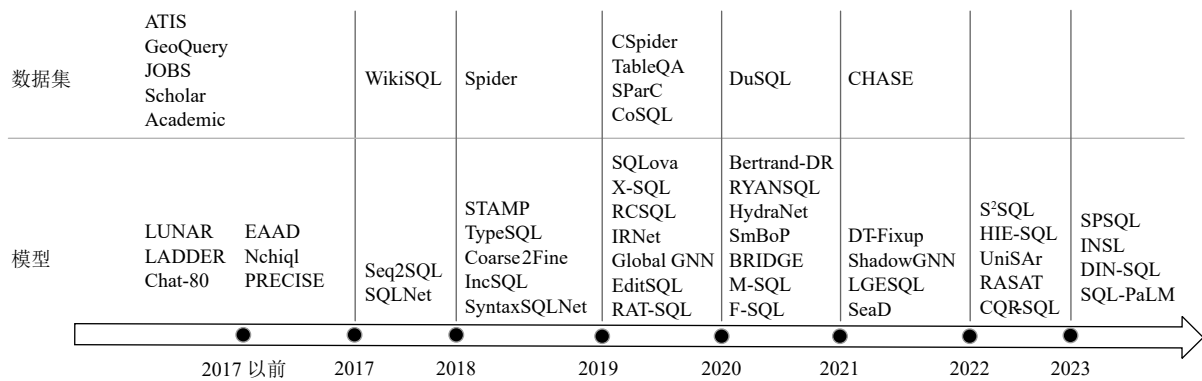 数据集
ATIS
GeoQuery
JOBS
Scholar
Academic
WikiSQL
Spider
CSpider
TableQA
SParC
CoSQL
DuSQL
CHASE
模型
LUNAR
LADDER
Chat-80
EAAD
Nchiql
PRECISE
Seq2SQL
SQLNet
STAMP
TypeSQL
Coarse2Fine
IncSQL
SyntaxSQLNet
SQLova
X-SQL
RCSQL
IRNet
Global GNN
EditSQL
RAT-SQL
Bertrand-DR
RYANSQL
HydraNet
SmBoP
BRIDGE
M-SQL
F-SQL
DT-Fixup
ShadowGNN
LGESQL
SeaD
S²SQL
HIE-SQL
UniSAr
RASAT
CQR-SQL
SPSQL
INSL
DIN-SQL
SQL-PaLM
2017 以前
2017
2018
2019
2020
2021
2022
2023